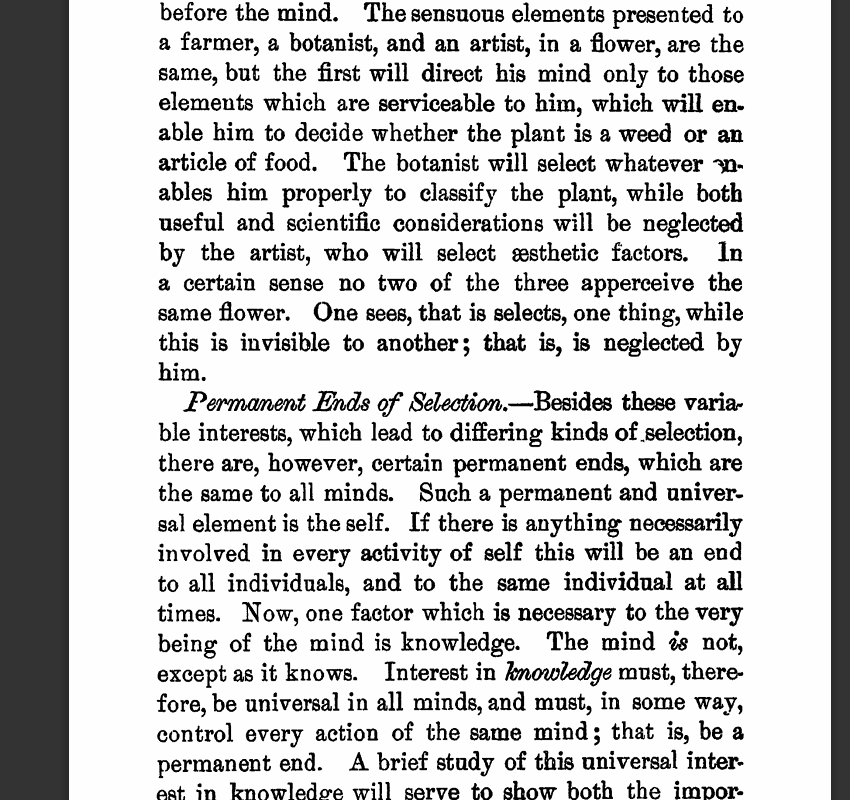 before the mind. The sensuous elements presented to
a farmer, a botanist, and an artist, in a flower, are the
same, but the first will direct his mind only to those
elements which are serviceable to him, which will en-
able him to decide whether the plant is a weed or an
article of food. The botanist will select whatever en-
ables him properly to classify the plant, while both
useful and scientific considerations will be neglected
by the artist, who will select æsthetic factors. In
a certain sense no two of the three apperceive the
same flower. One sees, that is selects, one thing, while
this is invisible to another; that is, is neglected by
him.
Permanent Ends of Selection.—Besides these varia-
ble interests, which lead to differing kinds of selection,
there are, however, certain permanent ends, which are
the same to all minds. Such a permanent and univer-
sal element is the self. If there is anything necessarily
involved in every activity of self this will be an end
to all individuals, and to the same individual at all
times. Now, one factor which is necessary to the very
being of the mind is knowledge. The mind is not,
except as it knows. Interest in knowledge must, there-
fore, be universal in all minds, and must, in some way,
control every action of the same mind; that is, be a
permanent end. A brief study of this universal inter-
est in knowledge will serve to show both the impor-